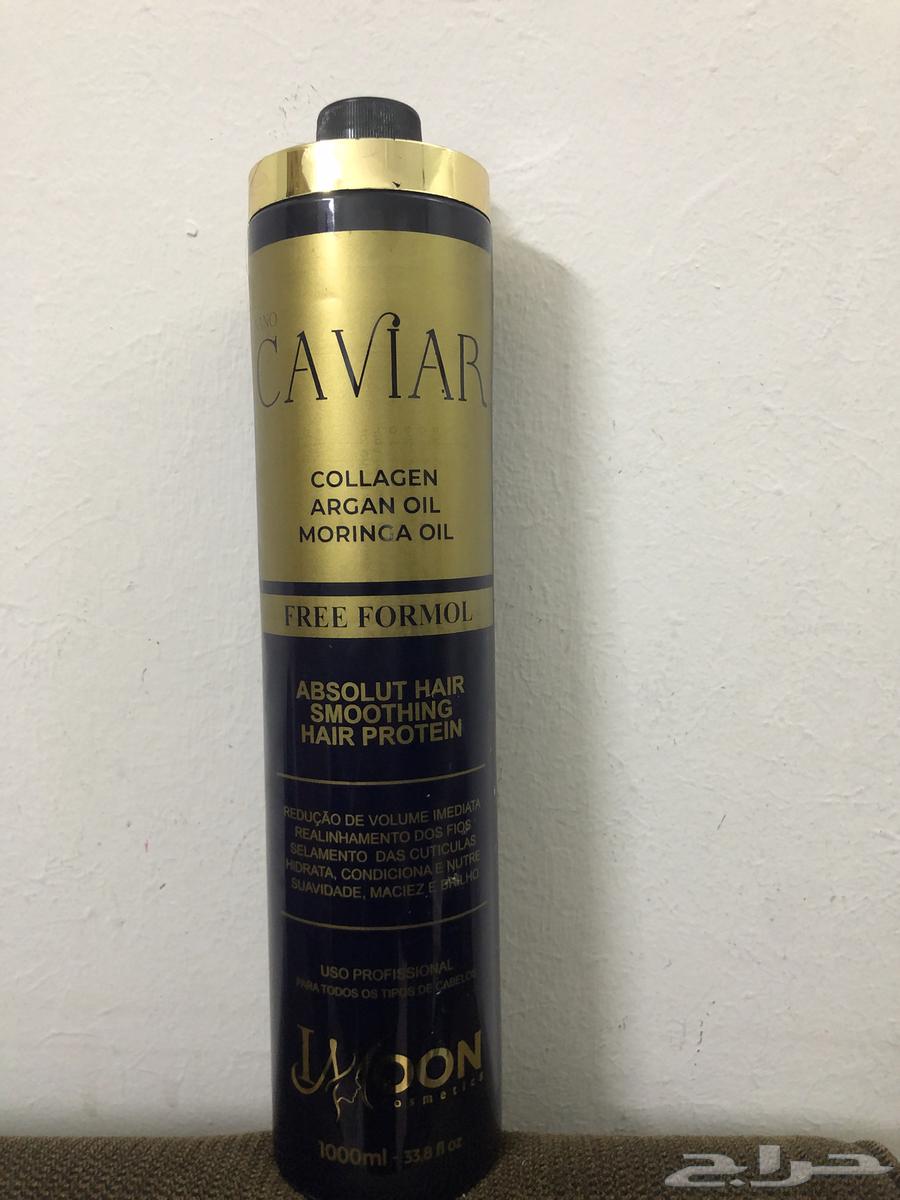 CAVIAR
COLLAGEN
ARGAN OIL
MORINGA OIL
FREE FORMOL
ABSOLUT HAIR
SMOOTHING
HAIR PROTEIN
REDUÇÃO DE VOLUME IMEDIATA
REALINHAMENTO DOS FIOS
SELAMENTO DAS CUTICULAS
HIDRATA, CONDICIONA E NUTRE
SUAVIDADE, MACIEZ E BRILHO
USO PROFISSIONAL
PARA TODOS OS TIPOS DE CABELOS
MOON
cosmetics
1000ml - 33.8 fl oz
حراج